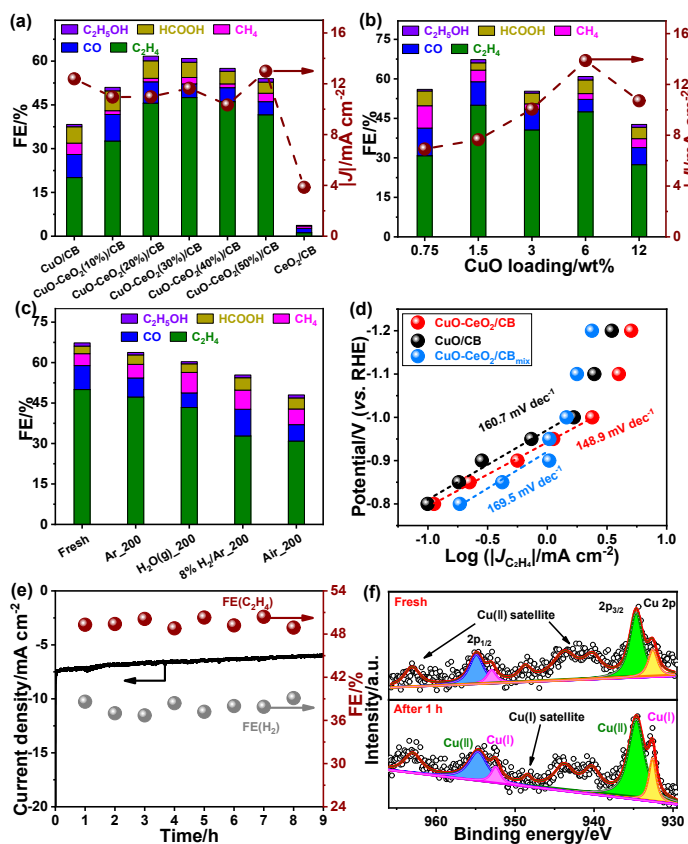 (a)
C₂H₅OH HCOOH CH₄
CO C₂H₄
FE/%
60
45
30
15
0
16
12
8
4
0
|J|/mA cm⁻²
CuO/CB
CuO-CeO₂(10%)/CB
CuO-CeO₂(20%)/CB
CuO-CeO₂(30%)/CB
CuO-CeO₂(40%)/CB
CuO-CeO₂(50%)/CB
CeO₂/CB
(b)
C₂H₅OH HCOOH CH₄
CO C₂H₄
FE/%
75
60
45
30
15
0
16
12
8
4
0
0.75 1.5 3 6 12
CuO loading/wt%
(c)
C₂H₅OH HCOOH CH₄
CO C₂H₄
FE/%
75
60
45
30
15
0
Fresh
Ar_200
H₂O(g)_200
8% H₂/Ar_200
Air_200
(d)
CuO-CeO₂/CB
CuO/CB
CuO-CeO₂/CBmix
Potential/V (vs. RHE)
-1.2
-1.1
-1.0
-0.9
-0.8
160.7 mV dec⁻¹
148.9 mV dec⁻¹
169.5 mV dec⁻¹
-1.0 -0.5 0.0 0.5 1.0
Log (|J_C₂H₄|/mA cm⁻²)
(e)
FE(C₂H₄)
FE(H₂)
Current density/mA cm⁻²
0
-5
-10
-15
-20
54
48
42
36
30
24
FE/%
0 1 2 3 4 5 6 7 8 9
Time/h
(f)
Fresh
Cu(II) satellite
2p₁/₂
2p₃/₂
Cu 2p
After 1 h
Cu(I) satellite
Cu(II)
Cu(I)
Cu(II)
Cu(I)
Intensity/a.u.
960 950 940 930
Binding energy/eV